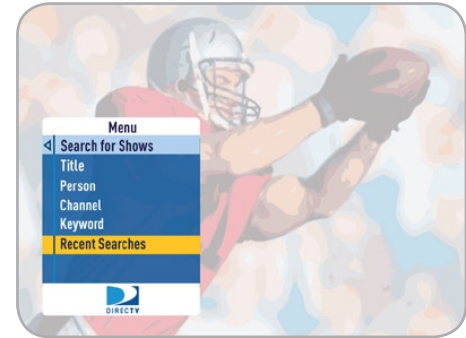 Menu
Search for Shows
Title
Person
Channel
Keyword
Recent Searches
DIRECTV